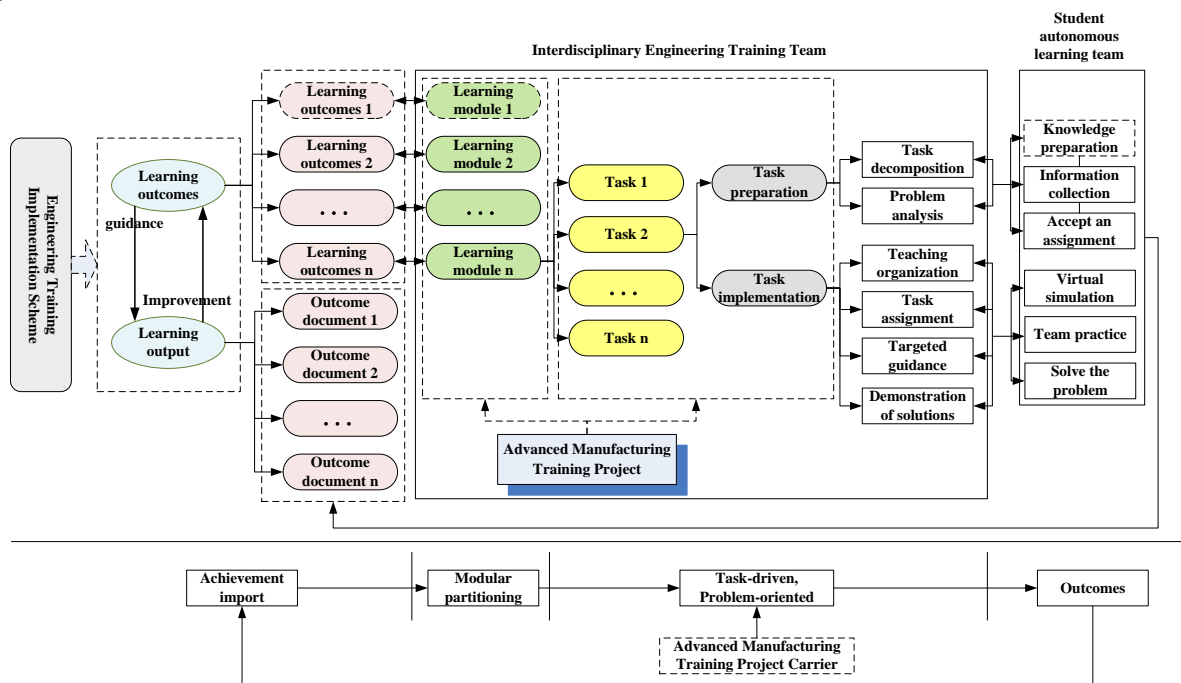 Interdisciplinary Engineering Training Team
Student
autonomous
learning team
Engineering Training
Implementation Scheme
Learning
outcomes
guidance
Improvement
Learning
output
Learning
outcomes 1
Learning
outcomes 2
. . .
Learning
outcomes n
Outcome
document 1
Outcome
document 2
. . .
Outcome
document n
Learning
module 1
Learning
module 2
. . .
Learning
module n
Task 1
Task 2
. . .
Task n
Task
preparation
Task
implementation
Task
decomposition
Problem
analysis
Teaching
organization
Task
assignment
Targeted
guidance
Demonstration
of solutions
Knowledge
preparation
Information
collection
Accept an
assignment
Virtual
simulation
Team practice
Solve the
problem
Advanced Manufacturing
Training Project
Achievement
import
Modular
partitioning
Task-driven,
Problem-oriented
Outcomes
Advanced Manufacturing
Training Project Carrier